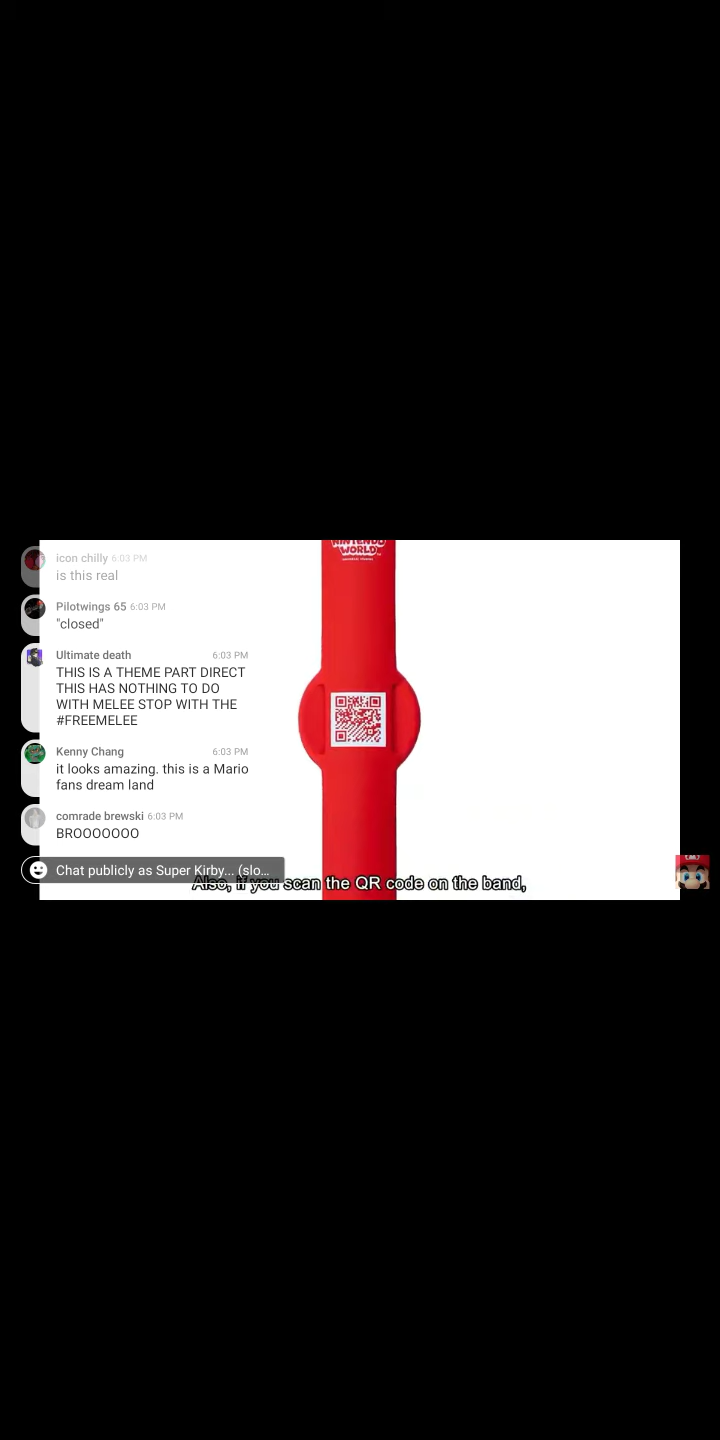 icon chilly 6:03 PM
is this real
Pilotwings 65 6:03 PM
"closed"
Ultimate death 6:03 PM
THIS IS A THEME PART DIRECT
THIS HAS NOTHING TO DO
WITH MELEE STOP WITH THE
#FREEMELEE
Kenny Chang 6:03 PM
it looks amazing. this is a Mario
fans dream land
comrade brewski 6:03 PM
BROOOOOOO
Chat publicly as Super Kirby... (slo...
NINTENDO
WORLD
Also, if you scan the QR code on the band,